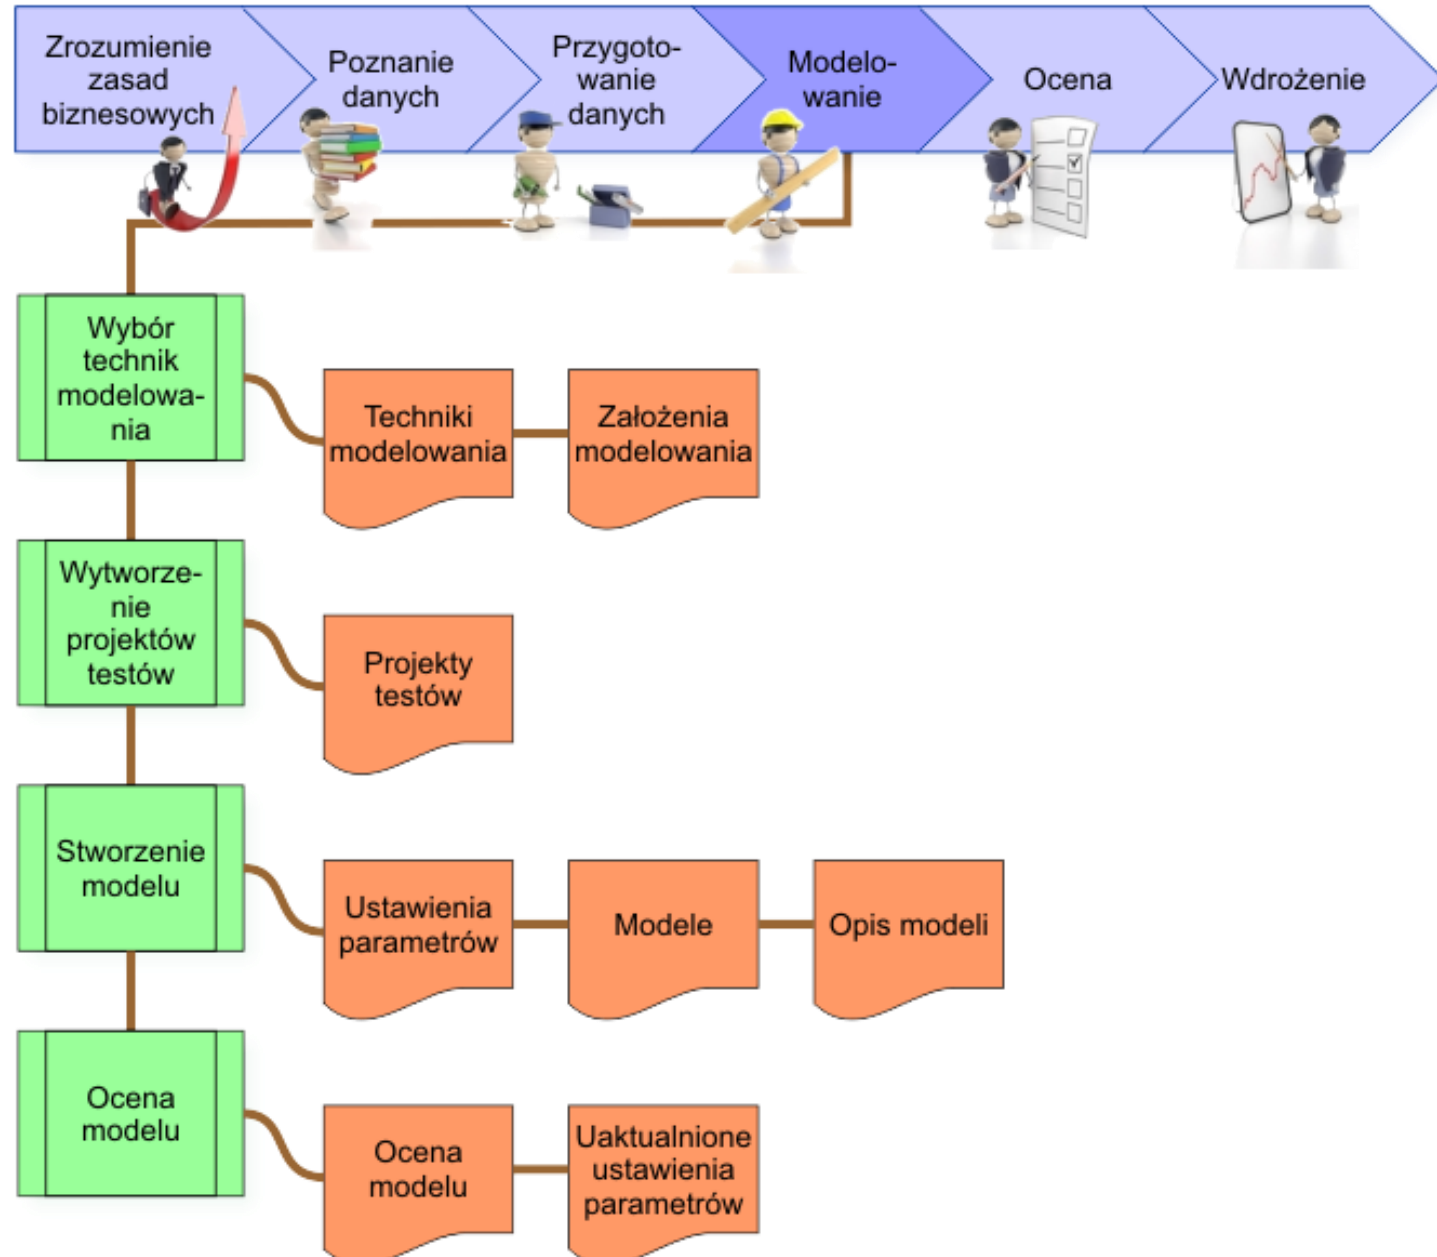 Zrozumienie
zasad
biznesowych
Poznanie
danych
Przygoto-
wanie
danych
Modelo-
wanie
Ocena
Wdrożenie
Wybór
technik
modelowa-
nia
Techniki
modelowania
Założenia
modelowania
Wytworze-
nie
projektów
testów
Projekty
testów
Stworzenie
modelu
Ustawienia
parametrów
Modele
Opis modeli
Ocena
modelu
Ocena
modelu
Uaktualnione
ustawienia
parametrów